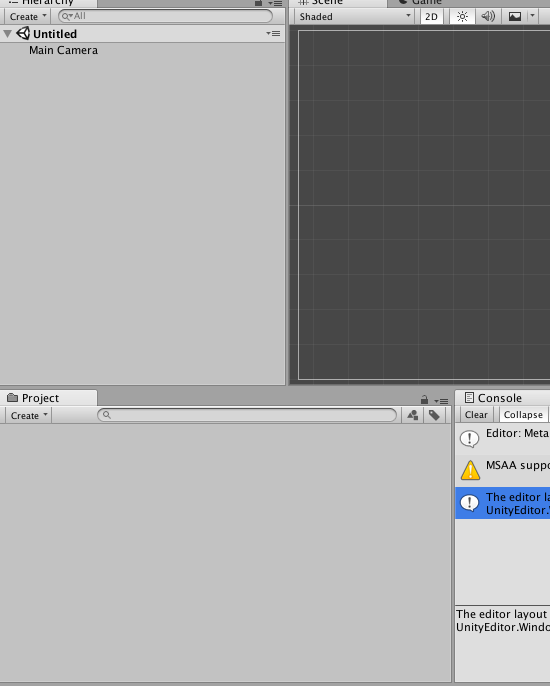 Hierarchy
Scene
Game
Create
All
Shaded
2D
Untitled
Main Camera
Project
Console
Create
Clear
Collapse
Editor: Meta
MSAA suppo
The editor la
UnityEditor.
The editor layout
UnityEditor.Windo